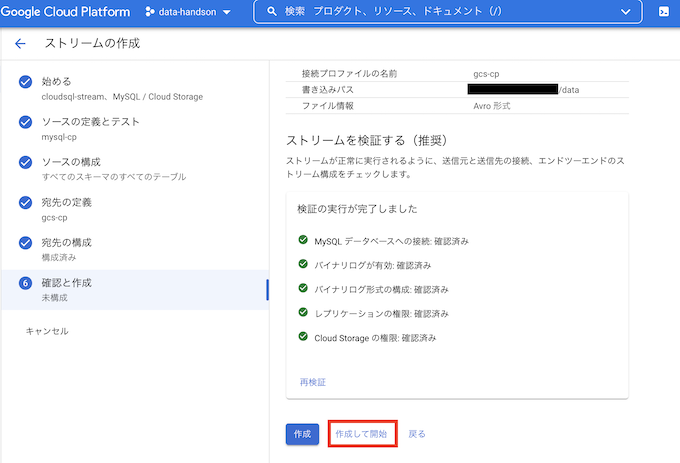 Google Cloud Platform
data-handson
検索 プロダクト、リソース、ドキュメント（/）
ストリームの作成
始める
cloudsql-stream、MySQL / Cloud Storage
ソースの定義とテスト
mysql-cp
ソースの構成
すべてのスキーマのすべてのテーブル
宛先の定義
gcs-cp
宛先の構成
構成済み
6 確認と作成
未構成
キャンセル
接続プロファイルの名前 gcs-cp
書き込みパス /data
ファイル情報 Avro 形式
ストリームを検証する（推奨）
ストリームが正常に実行されるように、送信元と送信先の接続、エンドツーエンドのス
トリーム構成をチェックします。
検証の実行が完了しました
MySQL データベースへの接続: 確認済み
バイナリログが有効: 確認済み
バイナリログ形式の構成: 確認済み
レプリケーションの権限: 確認済み
Cloud Storage の権限: 確認済み
再検証
作成 作成して開始 戻る